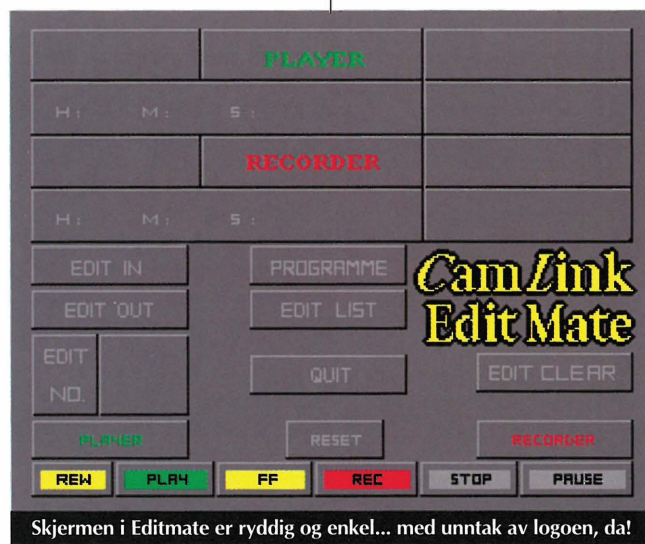 PLAYER
H: M: S:
RECORDER
H: M: S:
EDIT IN PROGRAMME
CamLink
EDIT OUT EDIT LIST
Edit Mate
EDIT
NO.
QUIT EDIT CLEAR
PLAYER RESET RECORDER
REW PLAY FF REC STOP PAUSE
Skjermen i Editmate er ryddig og enkel... med unntak av logoen, da!